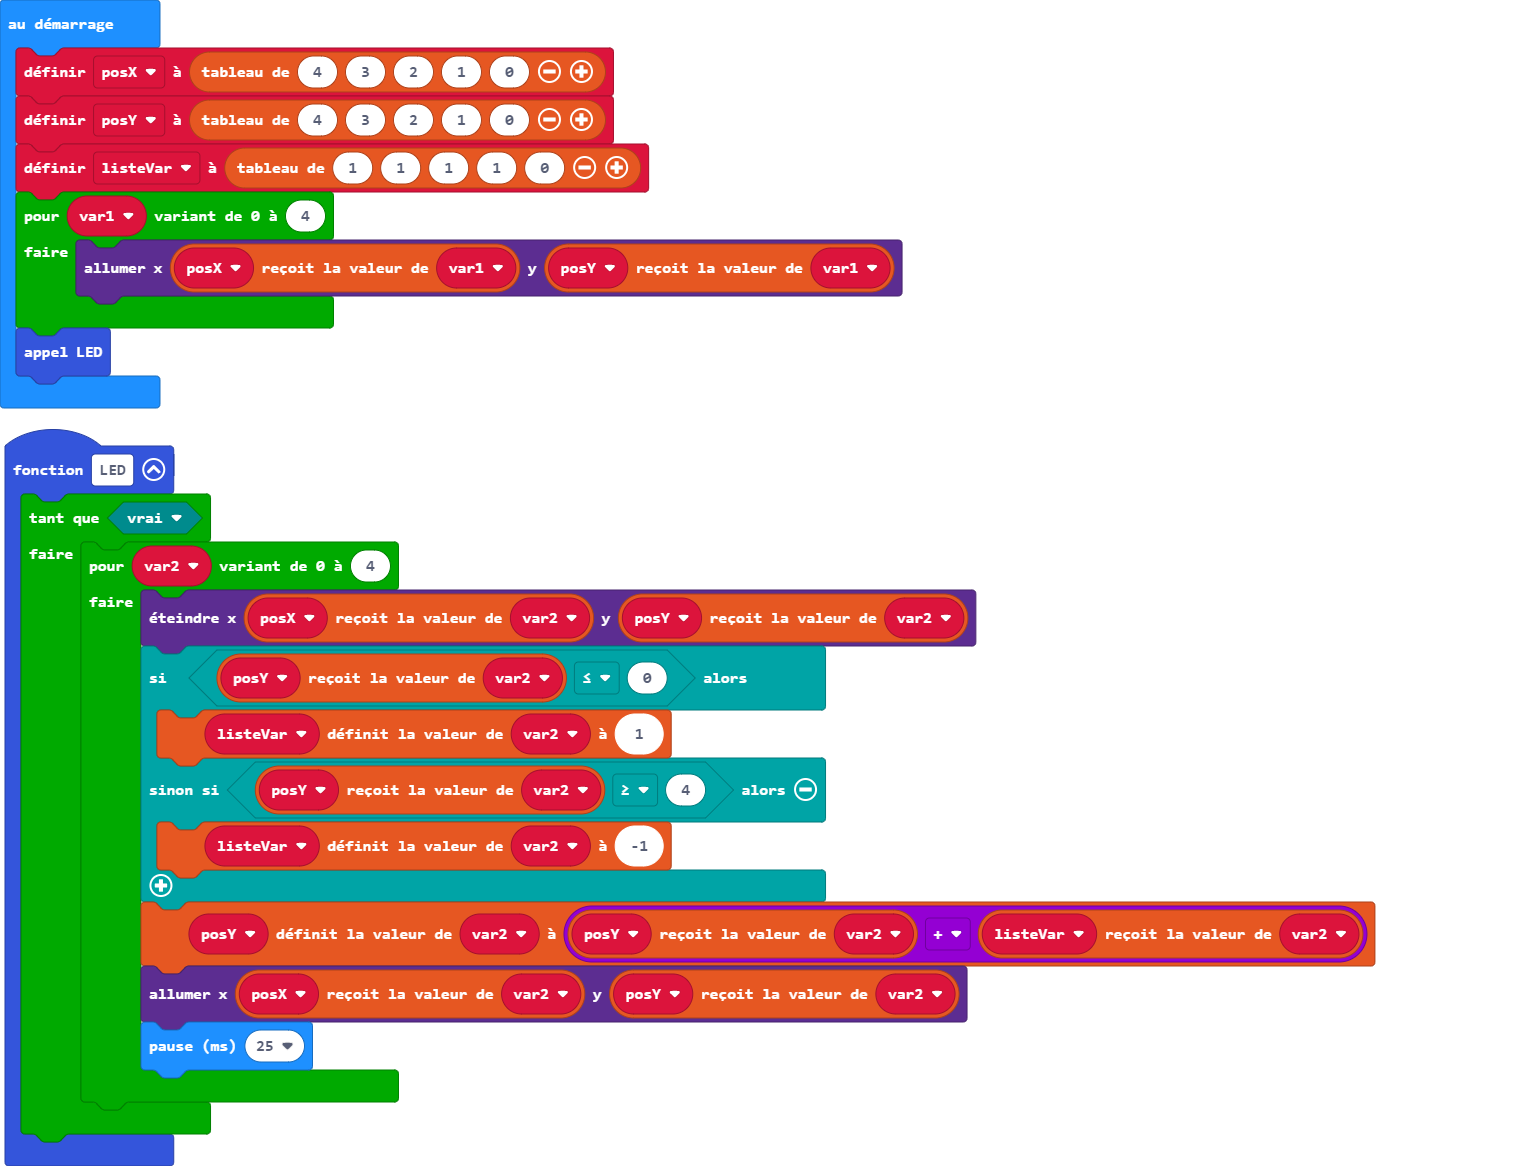 au démarrage
définir posX à tableau de 4 3 2 1 0
définir posY à tableau de 4 3 2 1 0
définir listeVar à tableau de 1 1 1 1 0
pour var1 variant de 0 à 4
faire
allumer x posX reçoit la valeur de var1 y posY reçoit la valeur de var1
appel LED
fonction LED
tant que vrai
faire
pour var2 variant de 0 à 4
faire
éteindre x posX reçoit la valeur de var2 y posY reçoit la valeur de var2
si posY reçoit la valeur de var2 ≤ 0 alors
listeVar définit la valeur de var2 à 1
sinon si posY reçoit la valeur de var2 ≥ 4 alors
listeVar définit la valeur de var2 à -1
posY définit la valeur de var2 à posY reçoit la valeur de var2 + listeVar reçoit la valeur de var2
allumer x posX reçoit la valeur de var2 y posY reçoit la valeur de var2
pause (ms) 25